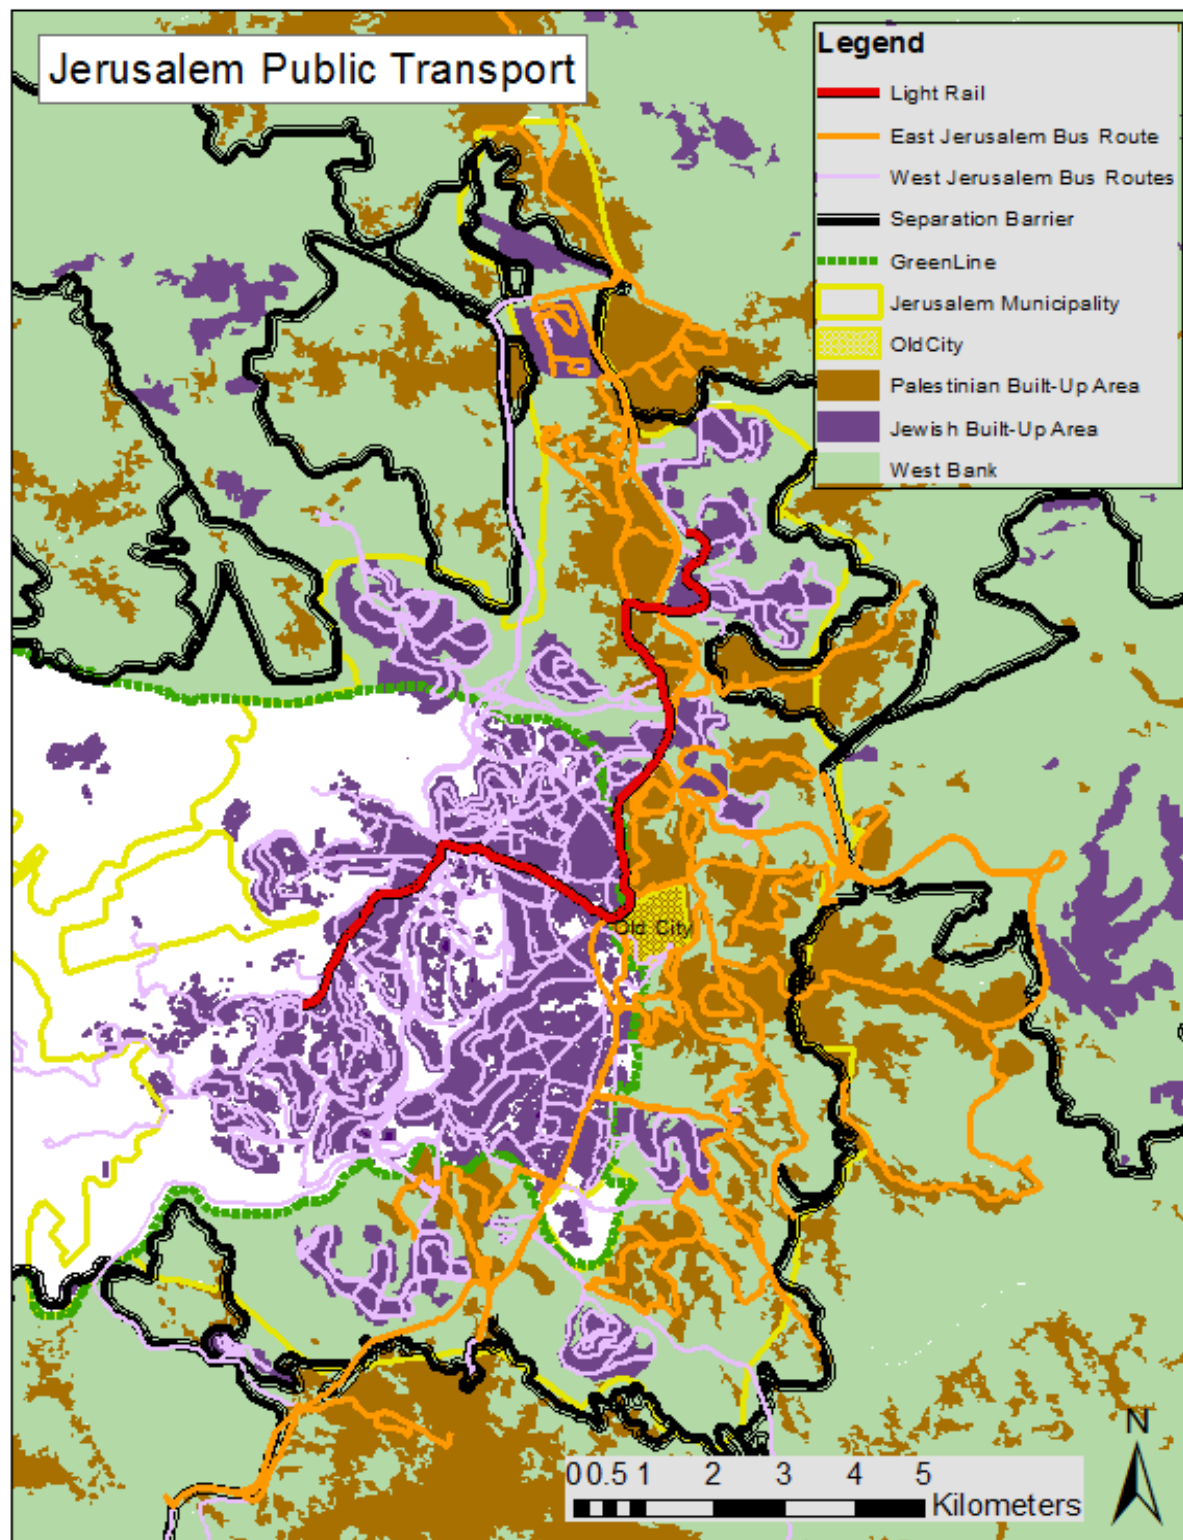 Jerusalem Public Transport
Legend
Light Rail
East Jerusalem Bus Route
West Jerusalem Bus Routes
Separation Barrier
GreenLine
Jerusalem Municipality
OldCity
Palestinian Built-Up Area
Jewish Built-Up Area
West Bank
Old City
N
0 0.5 1 2 3 4 5
Kilometers